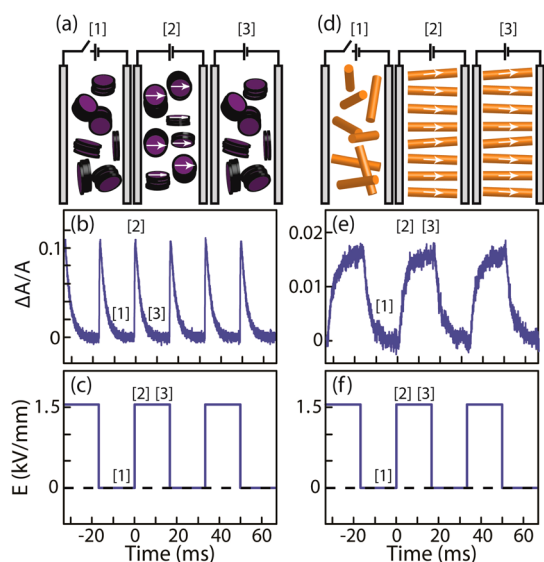 (a) [1] [2] [3]
(d) [1] [2] [3]
(b) [2]
0.1
ΔA/A
[1] [3]
0
(e) [2] [3]
0.02
0.01
[1]
0
(c) [2] [3]
1.5
E (kV/mm)
[1]
0
-20 0 20 40 60
Time (ms)
(f) [2] [3]
1.5
[1]
0
-20 0 20 40 60
Time (ms)